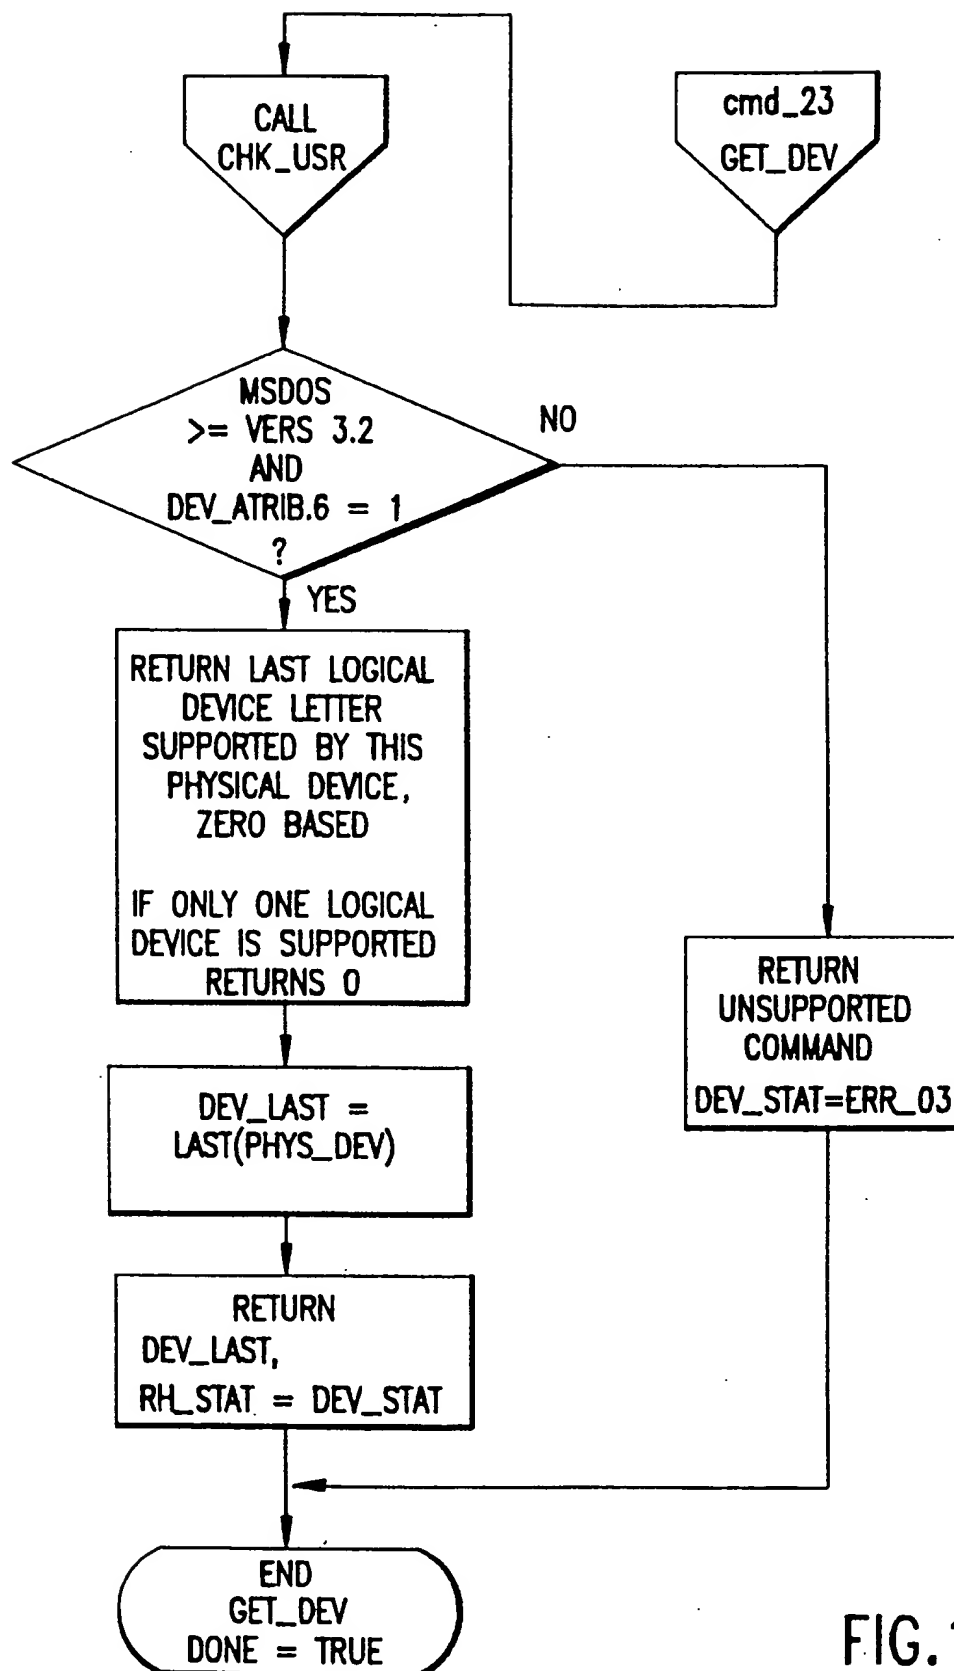 CALL
CHK_USR
cmd_23
GET_DEV
MSDOS
>= VERS 3.2
AND
DEV_ATRIB.6 = 1
?
NO
YES
RETURN LAST LOGICAL
DEVICE LETTER
SUPPORTED BY THIS
PHYSICAL DEVICE,
ZERO BASED
IF ONLY ONE LOGICAL
DEVICE IS SUPPORTED
RETURNS 0
RETURN
UNSUPPORTED
COMMAND
DEV_STAT=ERR_03
DEV_LAST =
LAST(PHYS_DEV)
RETURN
DEV_LAST,
RH_STAT = DEV_STAT
END
GET_DEV
DONE = TRUE
FIG.